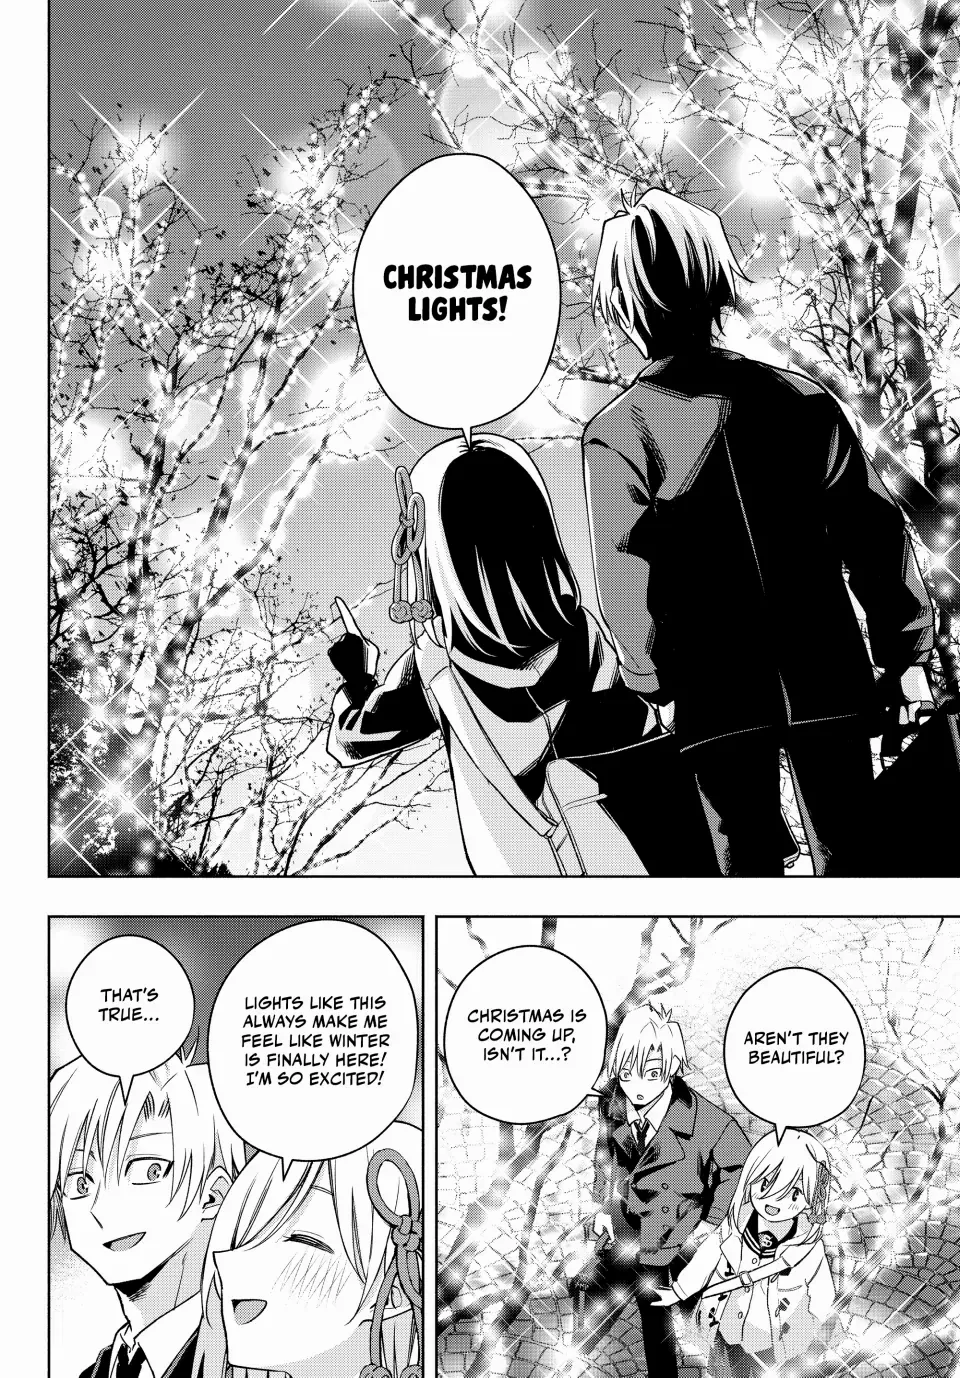 CHRISTMAS
LIGHTS!
AREN'T THEY
BEAUTIFUL?
CHRISTMAS IS
COMING UP,
ISN'T IT...?
LIGHTS LIKE THIS
ALWAYS MAKE ME
FEEL LIKE WINTER
IS FINALLY HERE!
I'M SO EXCITED!
THAT'S
TRUE...